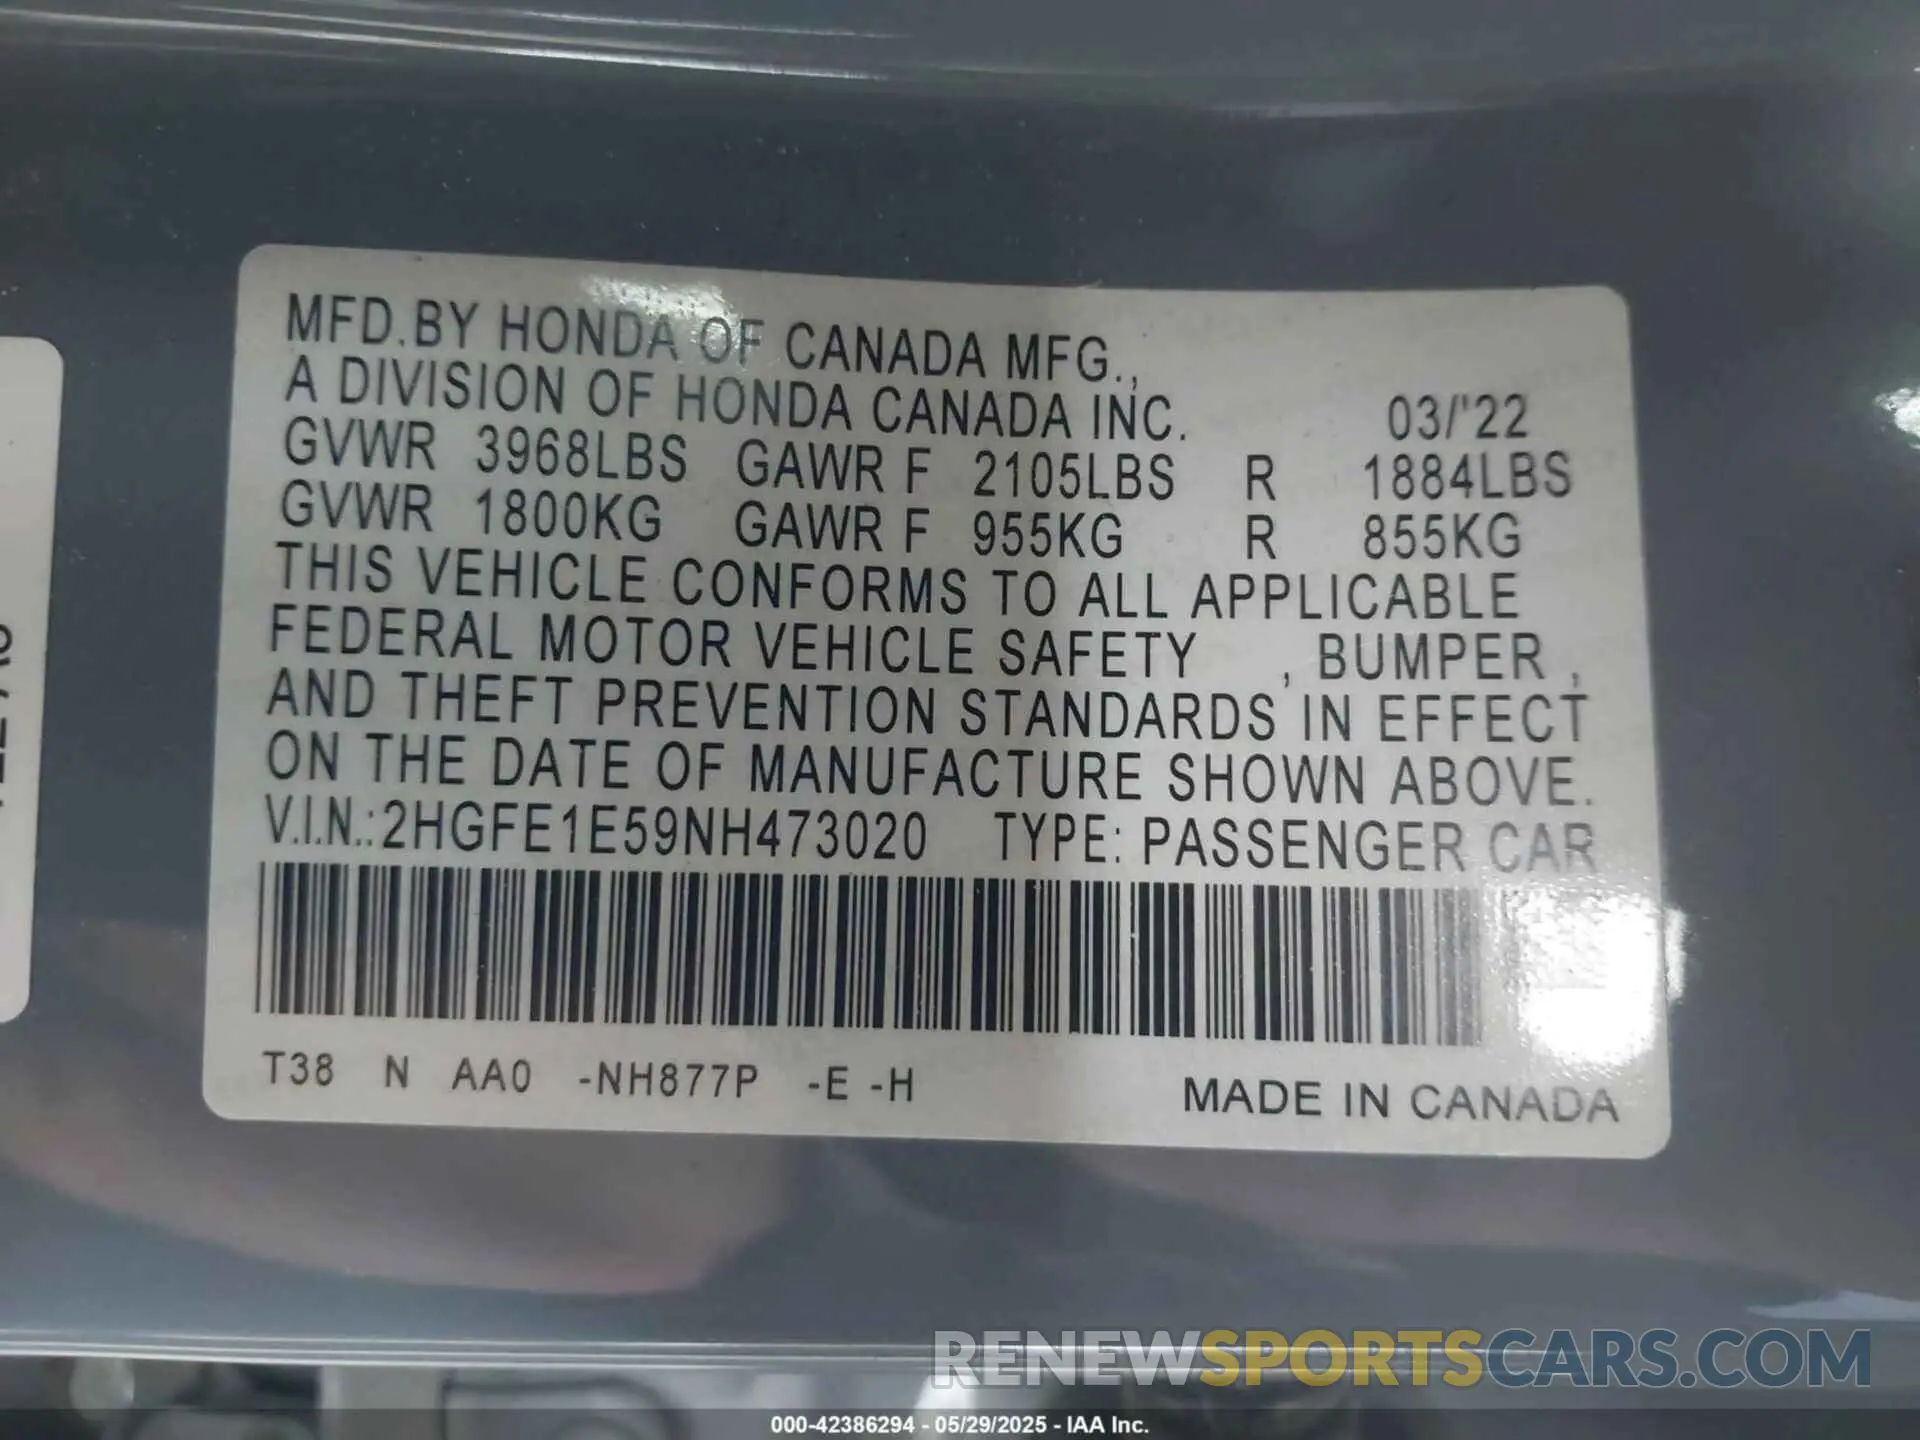 MFD.BY HONDA OF CANADA MFG.,
A DIVISION OF HONDA CANADA INC. 03/'22
GVWR 3968LBS GAWR F 2105LBS R 1884LBS
GVWR 1800KG GAWR F 955KG R 855KG
THIS VEHICLE CONFORMS TO ALL APPLICABLE
FEDERAL MOTOR VEHICLE SAFETY , BUMPER ,
AND THEFT PREVENTION STANDARDS IN EFFECT
ON THE DATE OF MANUFACTURE SHOWN ABOVE.
V.I.N.:2HGFE1E59NH473020 TYPE: PASSENGER CAR
T38 N AA0 -NH877P -E -H MADE IN CANADA
RENEWSPORTSCARS.COM
000-42386294 - 05/29/2025 - IAA Inc.